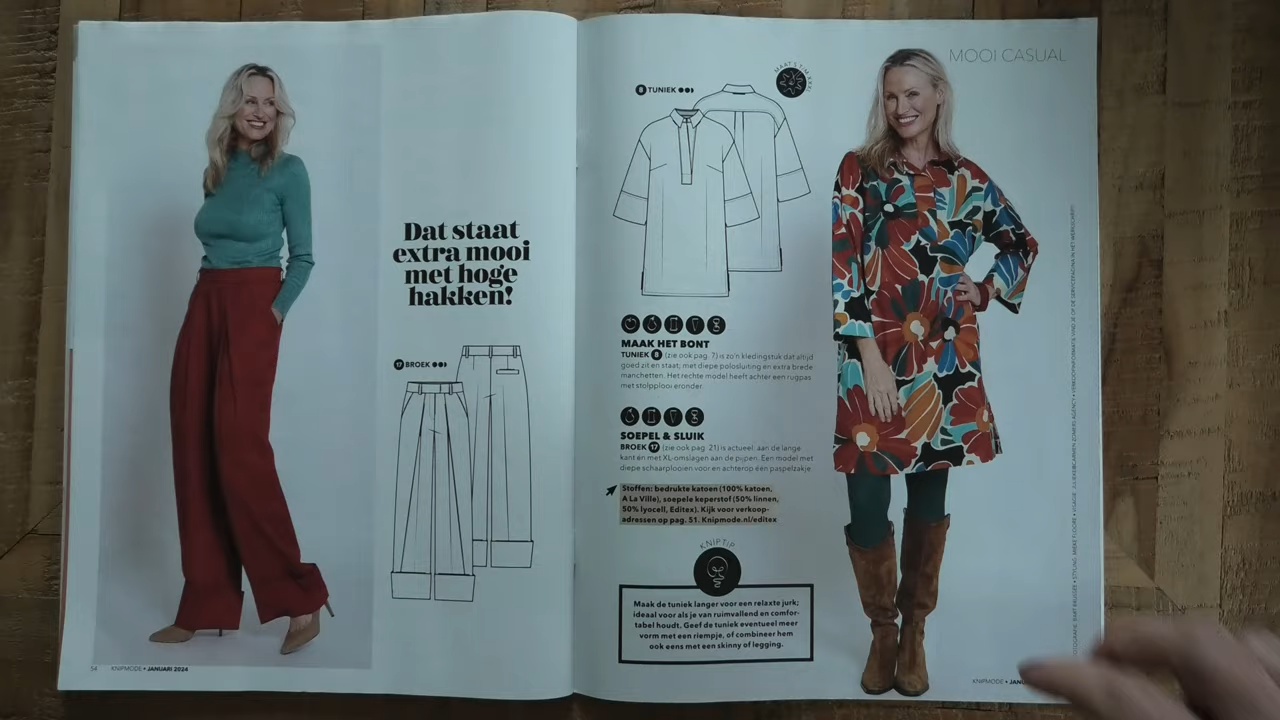 Dat staat
extra mooi
met hoge
hakken!
17 BROEK
54 KNIPMODE • JANUARI 2024
MOOI CASUAL
8 TUNIEK
MAAK HET BONT
TUNIEK 8 (zie ook pag. 7) is zo'n kledingstuk dat altijd
goed zit en staat; met diepe polosluiting en extra brede
manchetten. Het rechte model heeft achter een rugpas
met stolpplooi eronder.
SOEPEL & SLUIK
BROEK 17 (zie ook pag. 21) is actueel: aan de lange
kant en met XL-omslagen aan de pijpen. Een model met
diepe schaarplooien voor en achterop één paspelzakje.
Stoffen: bedrukte katoen (100% katoen,
A La Ville), soepele keperstof (50% linnen,
50% lyocell, Editex). Kijk voor verkoop-
adressen op pag. 51. Knipmode.nl/editex
KNIPTIP
Maak de tuniek langer voor een relaxte jurk;
ideaal voor als je van ruimvallend en comfor-
tabel houdt. Geef de tuniek eventueel meer
vorm met een riempje, of combineer hem
ook eens met een skinny of legging.
KNIPMODE •